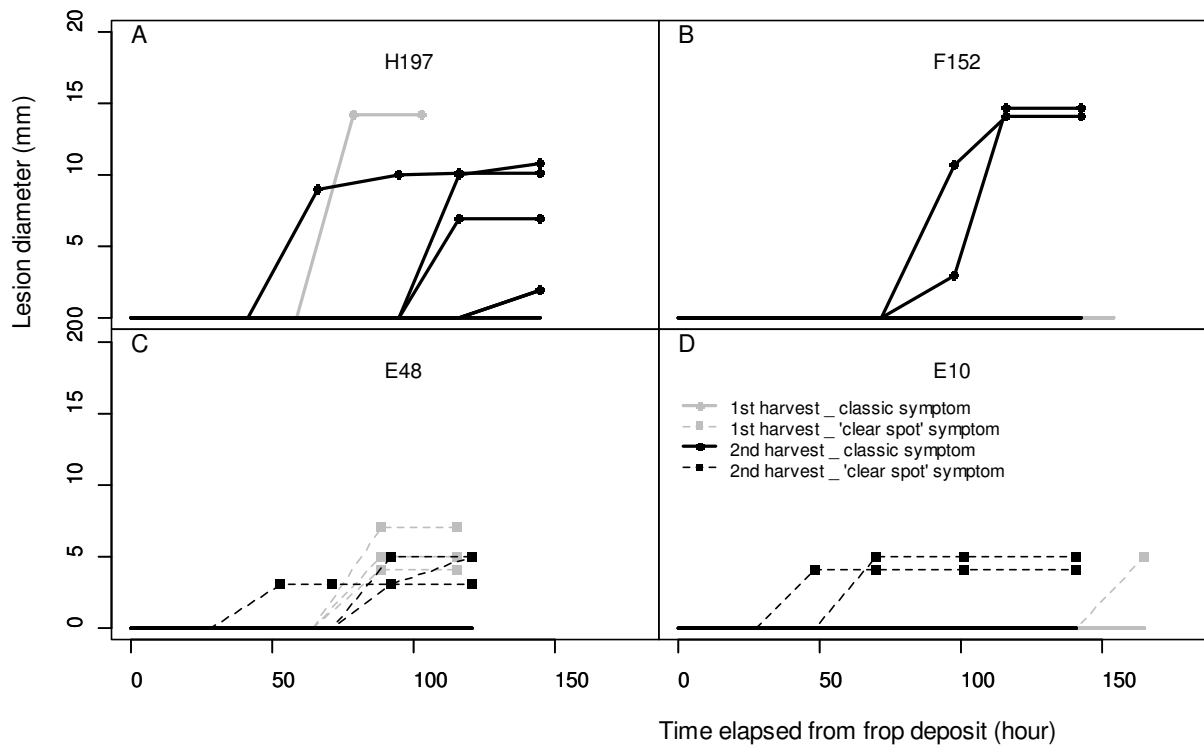 A
H197
B
F152
20
15
10
5
0
Lesion diameter (mm)
C
E48
D
E10
20
15
10
5
0
1st harvest _ classic symptom
1st harvest _ 'clear spot' symptom
2nd harvest _ classic symptom
2nd harvest _ 'clear spot' symptom
0 50 100 150 0 50 100 150
Time elapsed from frop deposit (hour)